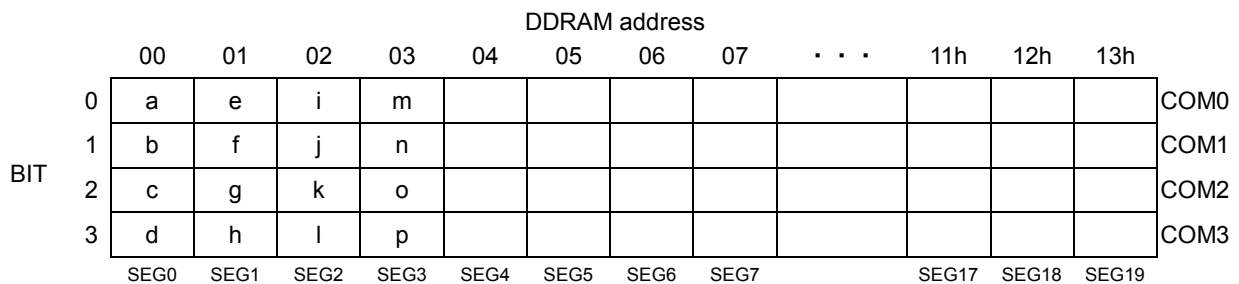 DDRAM address
00 01 02 03 04 05 06 07 · · · 11h 12h 13h
0 a e i m COM0
1 b f j n COM1
BIT
2 c g k o COM2
3 d h l p COM3
SEG0 SEG1 SEG2 SEG3 SEG4 SEG5 SEG6 SEG7 SEG17 SEG18 SEG19